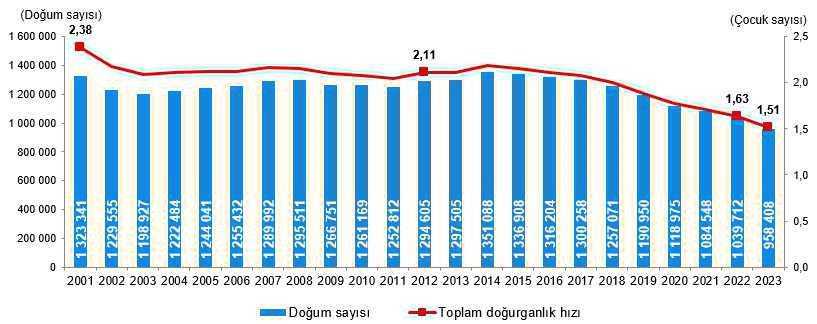 (Doğum sayısı)
(Çocuk sayısı)
1 600 000
1 400 000
1 200 000
1 000 000
800 000
600 000
400 000
200 000
0
2,38
2,11
1,63
1,51
2,5
2,0
1,5
1,0
0,5
0,0
1 323 341
1 229 555
1 198 927
1 222 484
1 244 041
1 255 432
1 289 992
1 295 511
1 266 751
1 261 169
1 252 812
1 294 605
1 297 505
1 351 088
1 336 908
1 316 204
1 300 258
1 257 071
1 190 950
1 118 975
1 084 548
1 039 712
958 408
2001 2002 2003 2004 2005 2006 2007 2008 2009 2010 2011 2012 2013 2014 2015 2016 2017 2018 2019 2020 2021 2022 2023
Doğum sayısı Toplam doğurganlık hızı